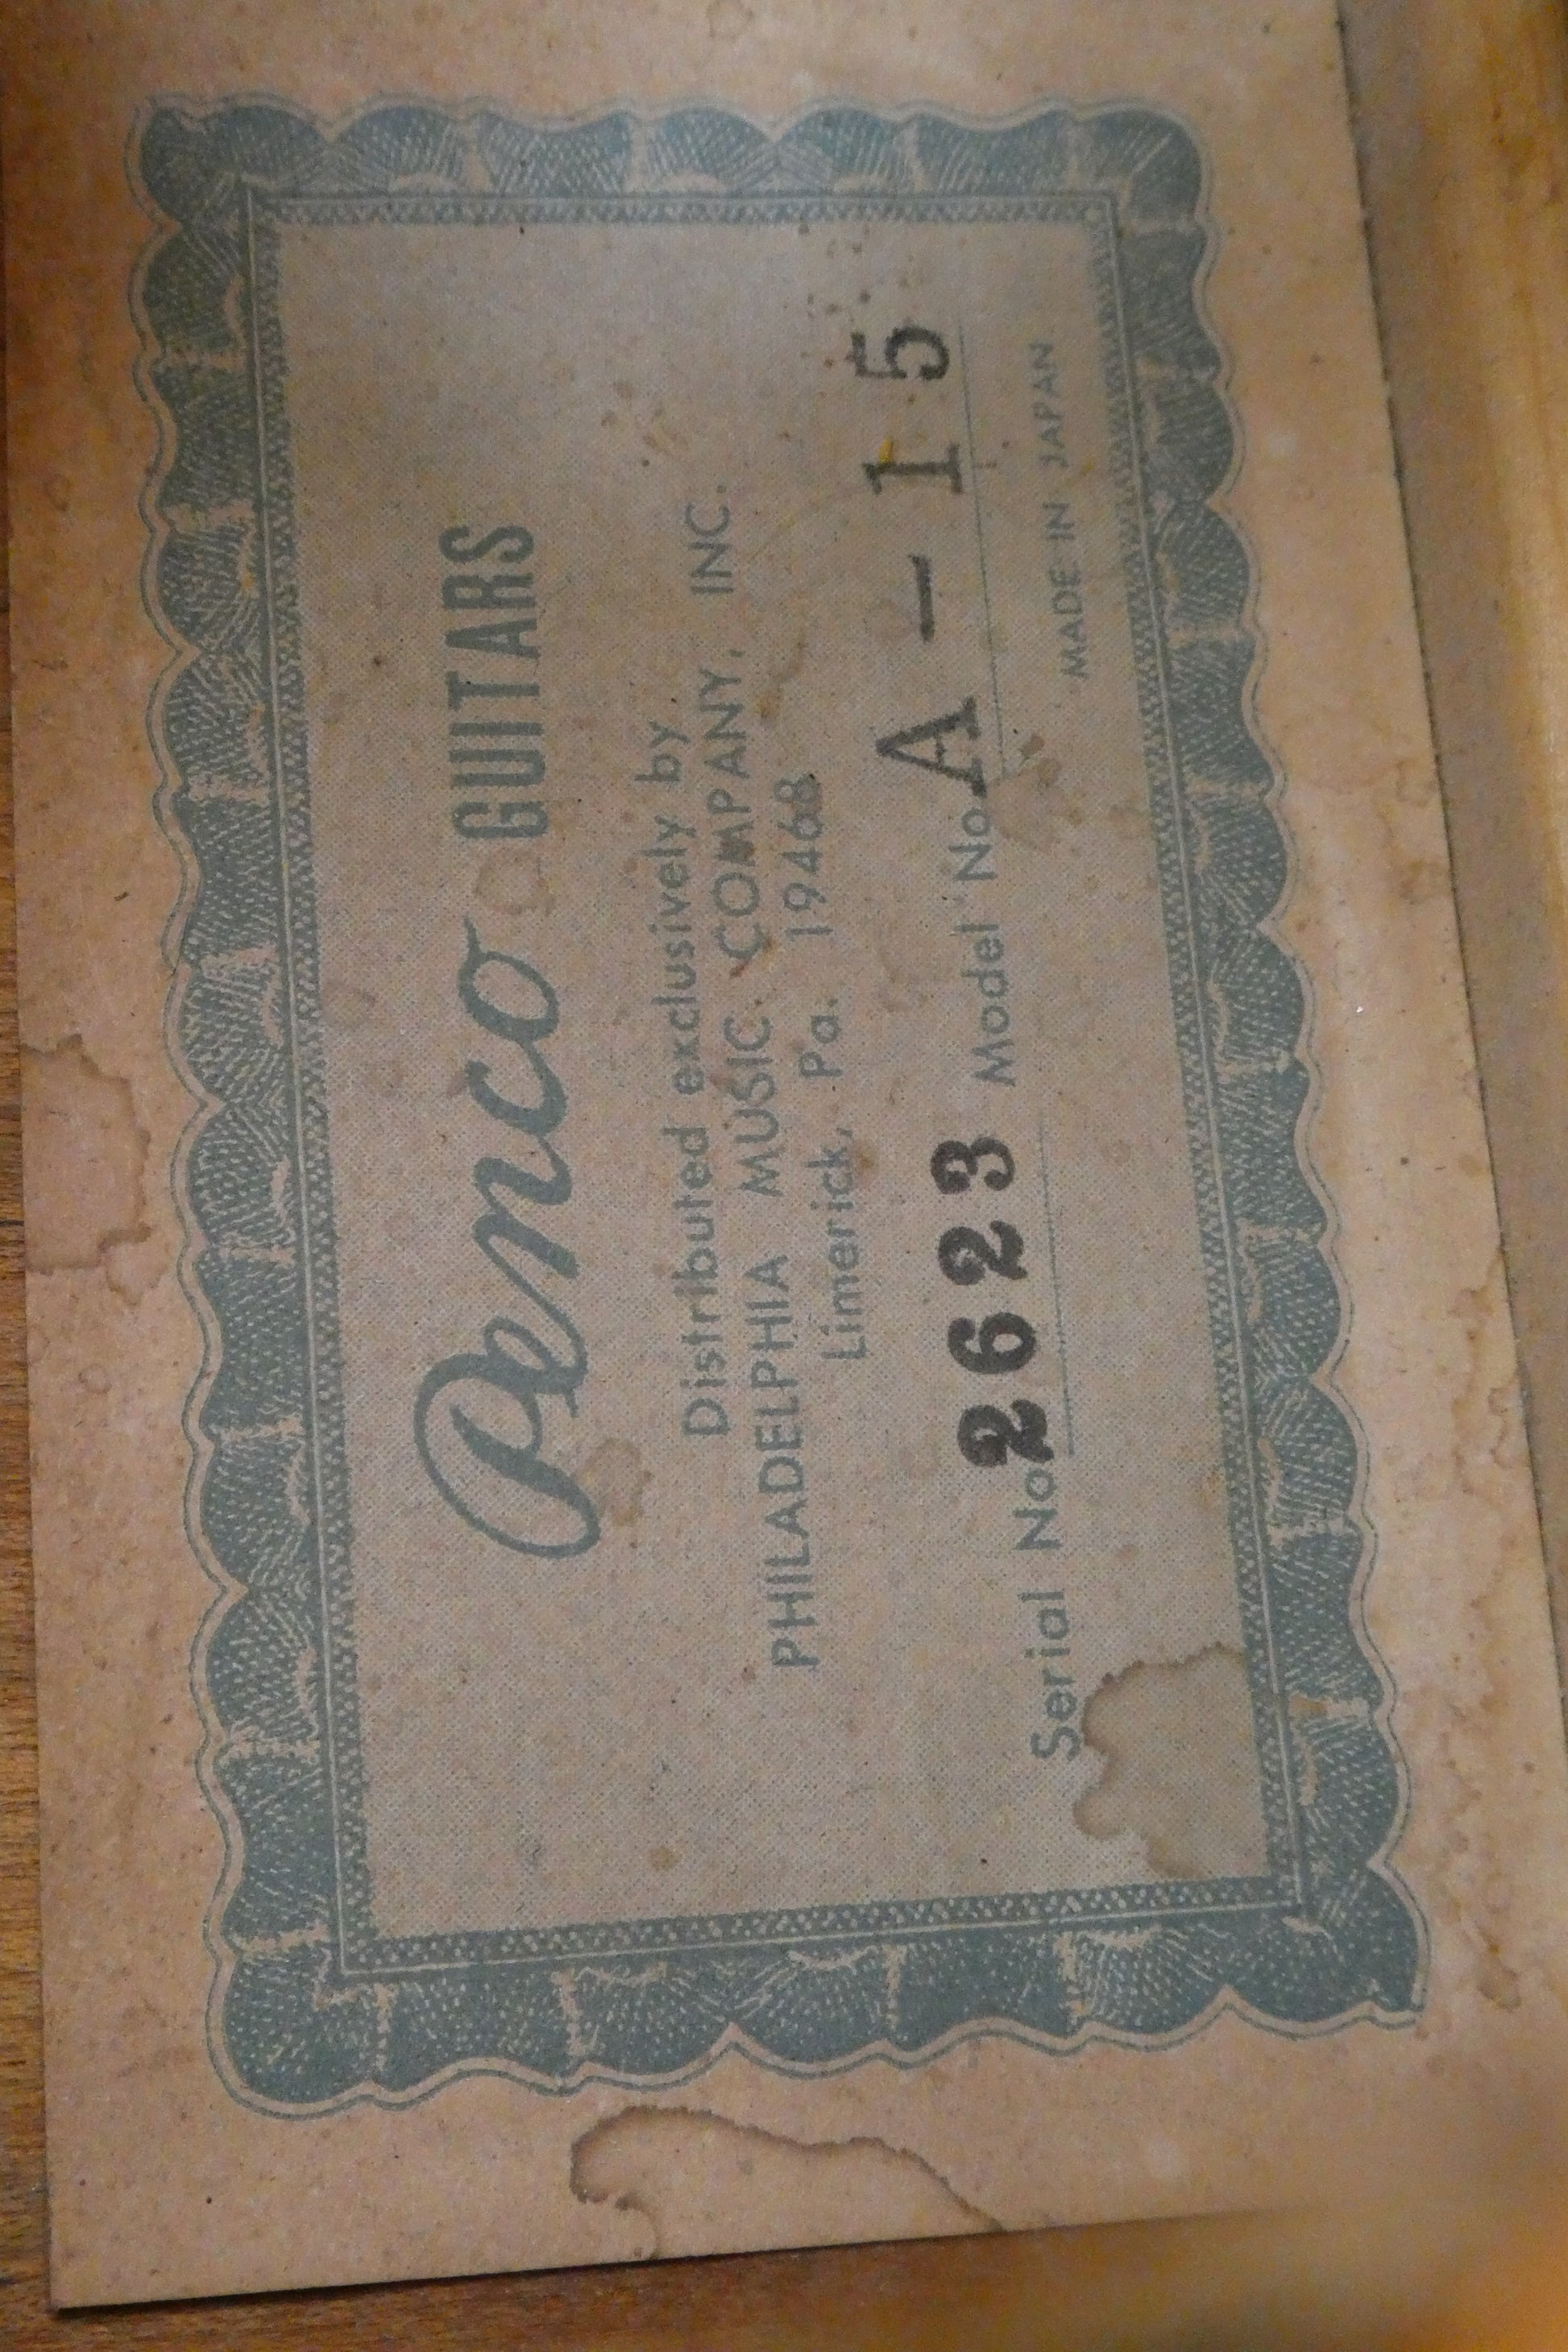 Penco GUITARS
Distributed exclusively by
PHILADELPHIA MUSIC COMPANY, INC.
Limerick, Pa. 19468
Serial No. 2623 Model No. A-15
MADE IN JAPAN